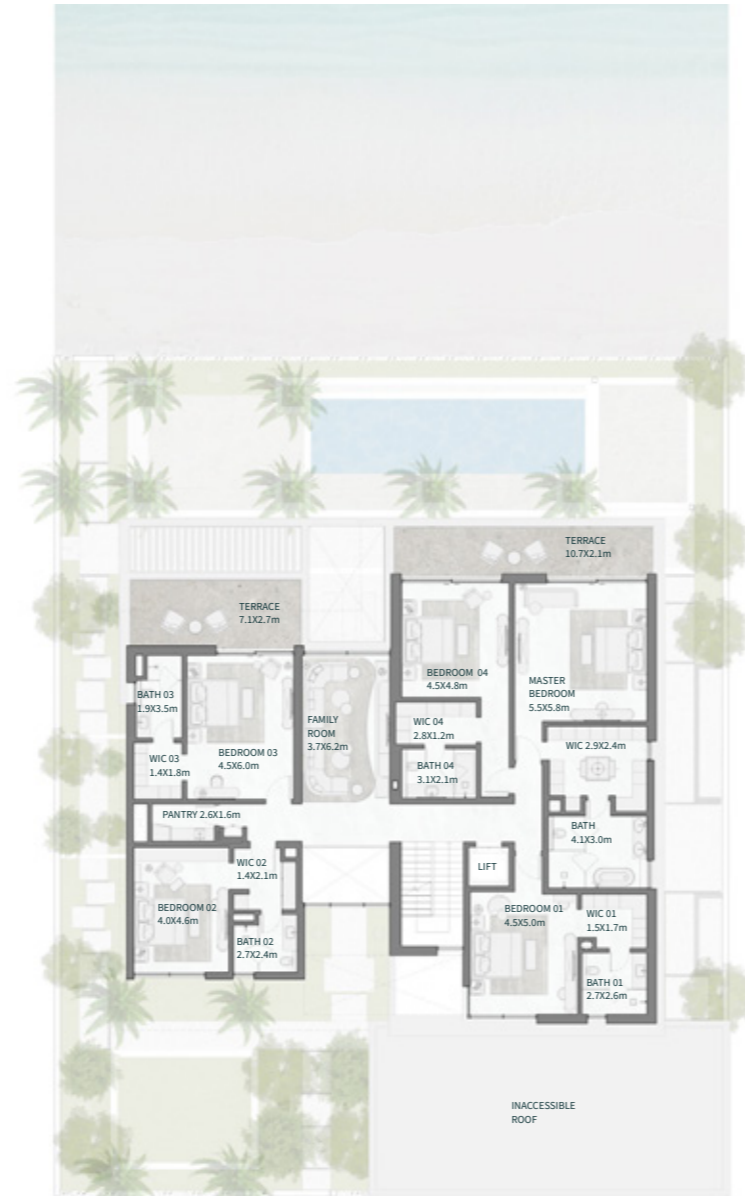 TERRACE
10.7X2.1m
TERRACE
7.1X2.7m
BEDROOM 04
4.5X4.8m
MASTER
BEDROOM
5.5X5.8m
BATH 03
1.9X3.5m
FAMILY
ROOM
3.7X6.2m
WIC 04
2.8X1.2m
BEDROOM 03
4.5X6.0m
WIC 2.9X2.4m
WIC 03
1.4X1.8m
BATH 04
3.1X2.1m
PANTRY 2.6X1.6m
BATH
4.1X3.0m
WIC 02
1.4X2.1m
LIFT
BEDROOM 02
4.0X4.6m
BEDROOM 01
4.5X5.0m
WIC 01
1.5X1.7m
BATH 02
2.7X2.4m
BATH 01
2.7X2.6m
INACCESSIBLE
ROOF